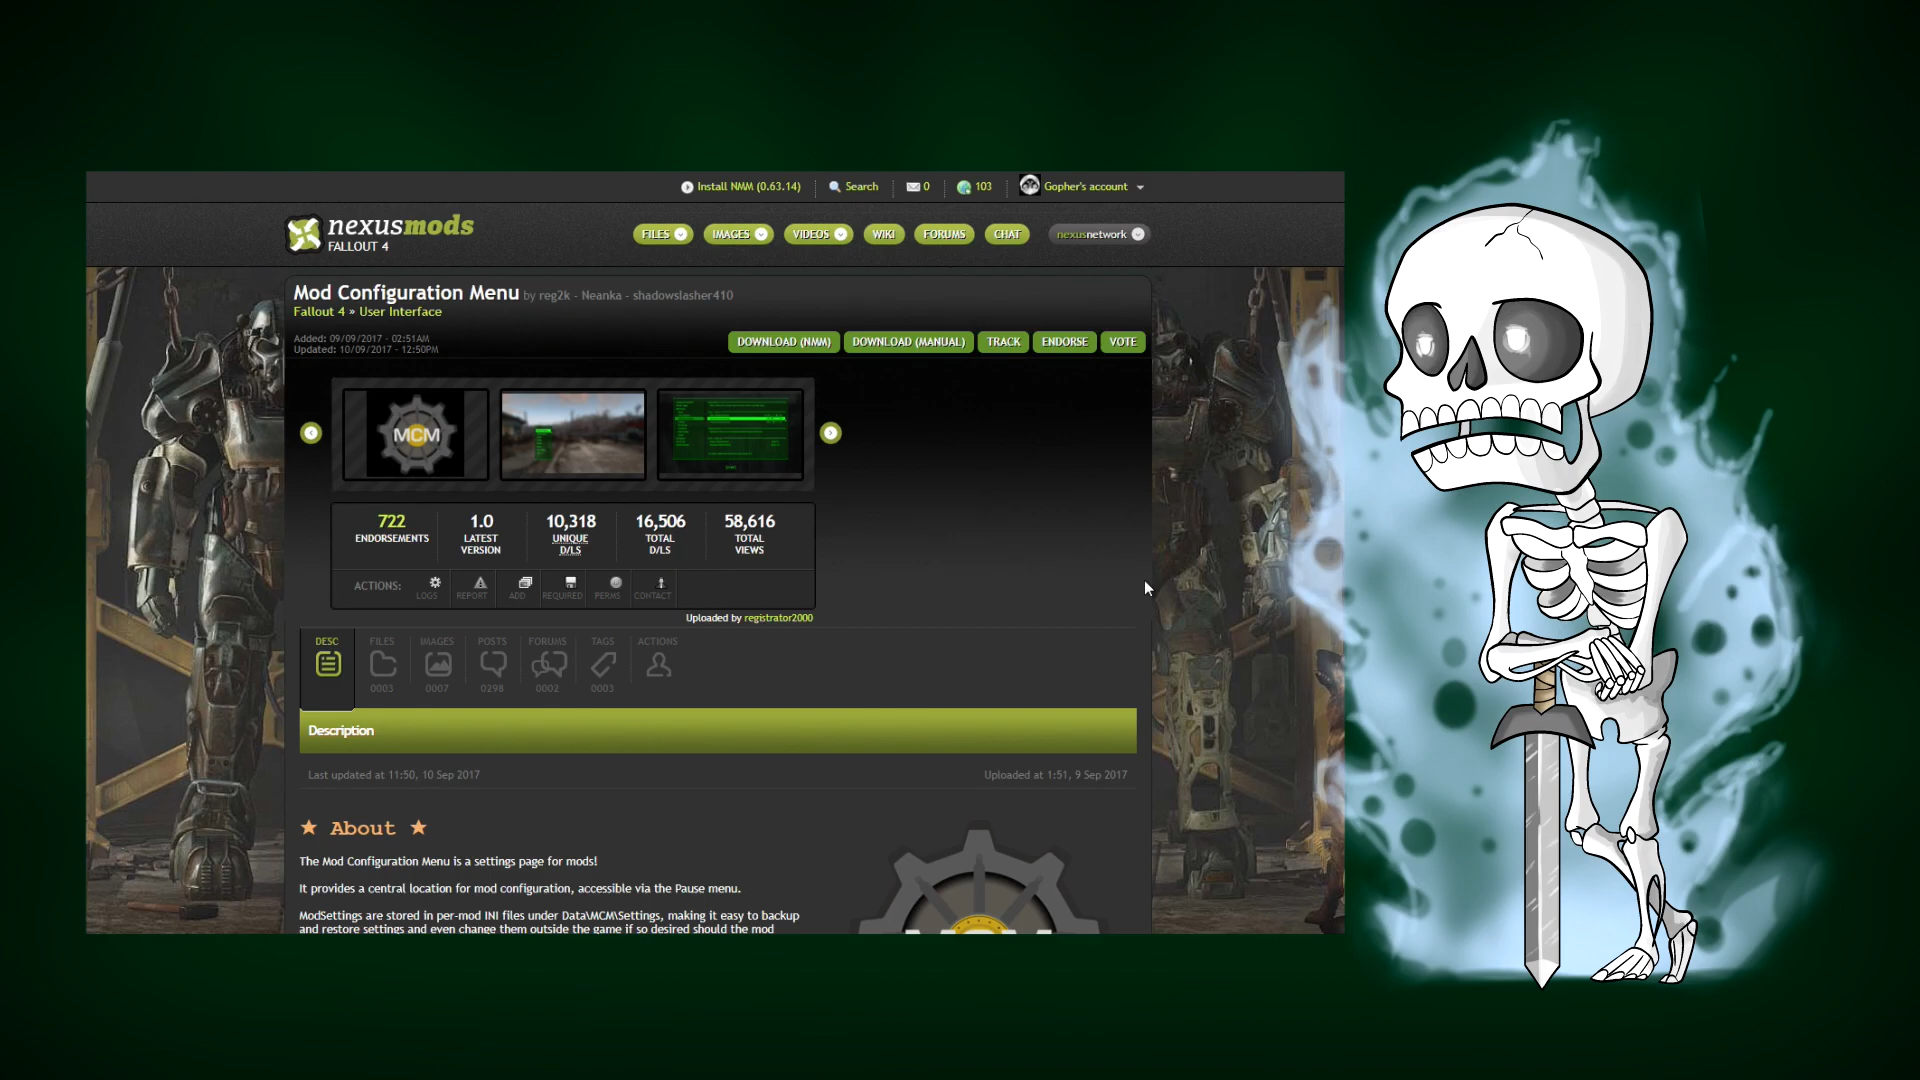 Install NMM (0.63.14)
Search
0
103
Gopher's account
nexusmods
FALLOUT 4
FILES
IMAGES
VIDEOS
WIKI
FORUMS
CHAT
nexusnetwork
Mod Configuration Menu by reg2k - Neanka - shadowslasher410
Fallout 4 » User Interface
Added: 09/09/2017 - 02:51AM
Updated: 10/09/2017 - 12:50PM
DOWNLOAD (NMM)
DOWNLOAD (MANUAL)
TRACK
ENDORSE
VOTE
MCM
722
ENDORSEMENTS
1.0
LATEST
VERSION
10,318
UNIQUE
D/LS
16,506
TOTAL
D/LS
58,616
TOTAL
VIEWS
ACTIONS:
LOGS
REPORT
ADD
REQUIRED
PERMS
CONTACT
Uploaded by registrator2000
DESC
FILES
0003
IMAGES
0007
POSTS
0298
FORUMS
0002
TAGS
0003
ACTIONS
Description
Last updated at 11:50, 10 Sep 2017
Uploaded at 1:51, 9 Sep 2017
★ About ★
The Mod Configuration Menu is a settings page for mods!
It provides a central location for mod configuration, accessible via the Pause menu.
ModSettings are stored in per-mod INI files under Data\MCM\Settings, making it easy to backup
and restore settings and even change them outside the game if so desired should the mod